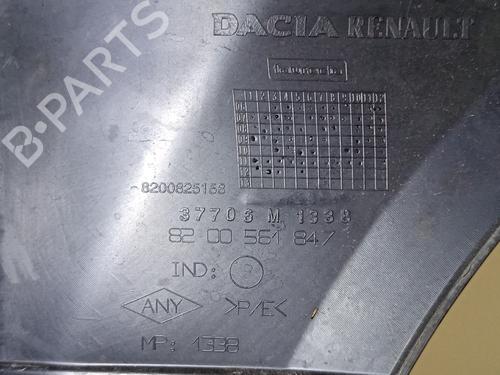 DACIA RENAULT
8200825158
37706 M 1338
82 00 561 847
IND:
ANY >P/E<
MP: 1338
B-PARTS